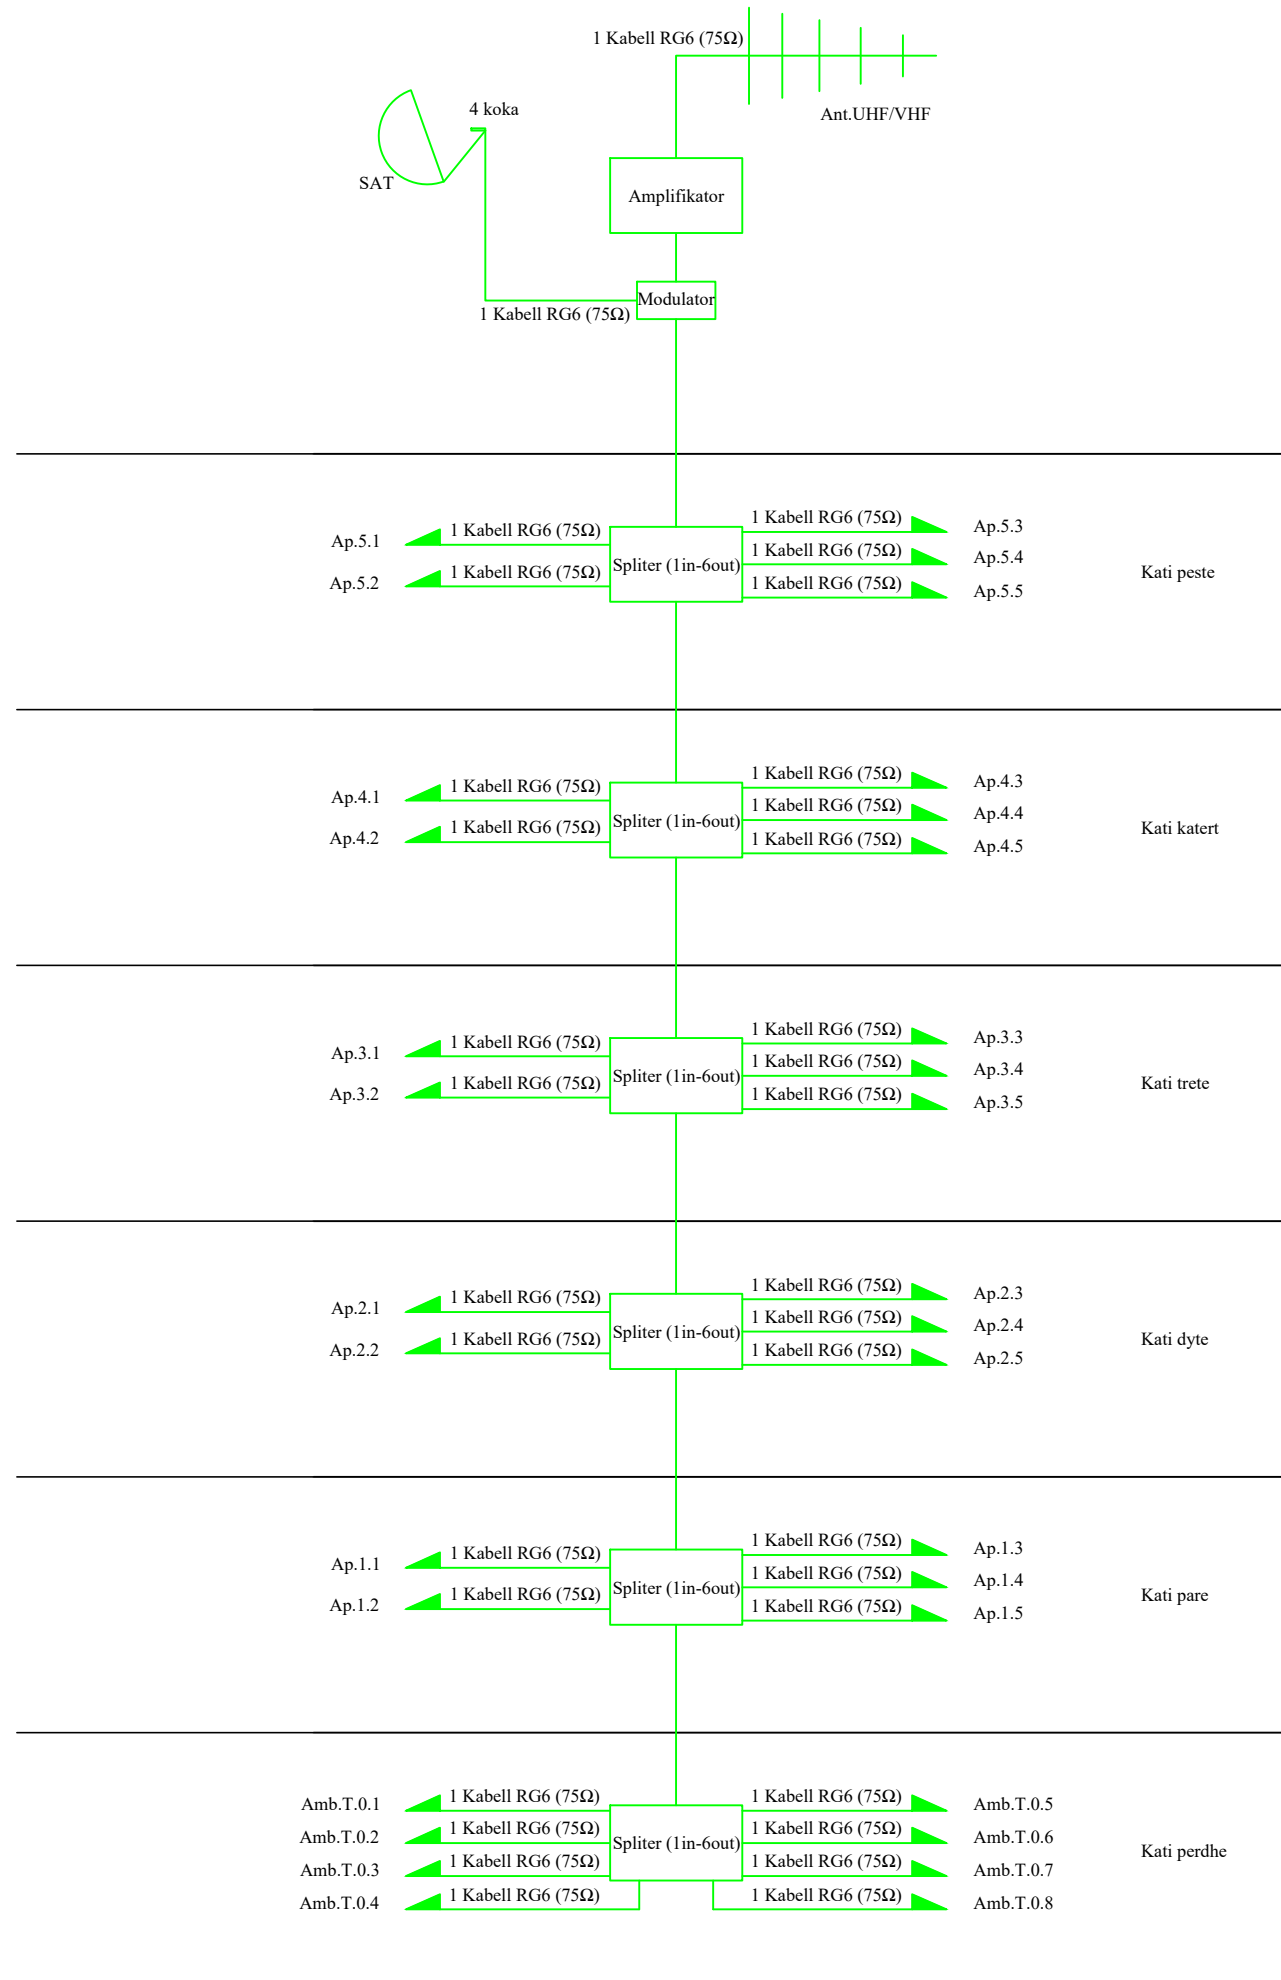 1 Kabell RG6 (75Ω)
Ant.UHF/VHF
4 koka
SAT
Amplifikator
Modulator
1 Kabell RG6 (75Ω)
Ap.5.1
1 Kabell RG6 (75Ω)
Ap.5.2
1 Kabell RG6 (75Ω)
Spliter (1in-6out)
1 Kabell RG6 (75Ω)
Ap.5.3
1 Kabell RG6 (75Ω)
Ap.5.4
1 Kabell RG6 (75Ω)
Ap.5.5
Kati peste
Ap.4.1
1 Kabell RG6 (75Ω)
Ap.4.2
1 Kabell RG6 (75Ω)
Spliter (1in-6out)
1 Kabell RG6 (75Ω)
Ap.4.3
1 Kabell RG6 (75Ω)
Ap.4.4
1 Kabell RG6 (75Ω)
Ap.4.5
Kati katert
Ap.3.1
1 Kabell RG6 (75Ω)
Ap.3.2
1 Kabell RG6 (75Ω)
Spliter (1in-6out)
1 Kabell RG6 (75Ω)
Ap.3.3
1 Kabell RG6 (75Ω)
Ap.3.4
1 Kabell RG6 (75Ω)
Ap.3.5
Kati trete
Ap.2.1
1 Kabell RG6 (75Ω)
Ap.2.2
1 Kabell RG6 (75Ω)
Spliter (1in-6out)
1 Kabell RG6 (75Ω)
Ap.2.3
1 Kabell RG6 (75Ω)
Ap.2.4
1 Kabell RG6 (75Ω)
Ap.2.5
Kati dyte
Ap.1.1
1 Kabell RG6 (75Ω)
Ap.1.2
1 Kabell RG6 (75Ω)
Spliter (1in-6out)
1 Kabell RG6 (75Ω)
Ap.1.3
1 Kabell RG6 (75Ω)
Ap.1.4
1 Kabell RG6 (75Ω)
Ap.1.5
Kati pare
Amb.T.0.1
1 Kabell RG6 (75Ω)
Amb.T.0.2
1 Kabell RG6 (75Ω)
Amb.T.0.3
1 Kabell RG6 (75Ω)
Amb.T.0.4
1 Kabell RG6 (75Ω)
Spliter (1in-6out)
1 Kabell RG6 (75Ω)
Amb.T.0.5
1 Kabell RG6 (75Ω)
Amb.T.0.6
1 Kabell RG6 (75Ω)
Amb.T.0.7
1 Kabell RG6 (75Ω)
Amb.T.0.8
Kati perdhe